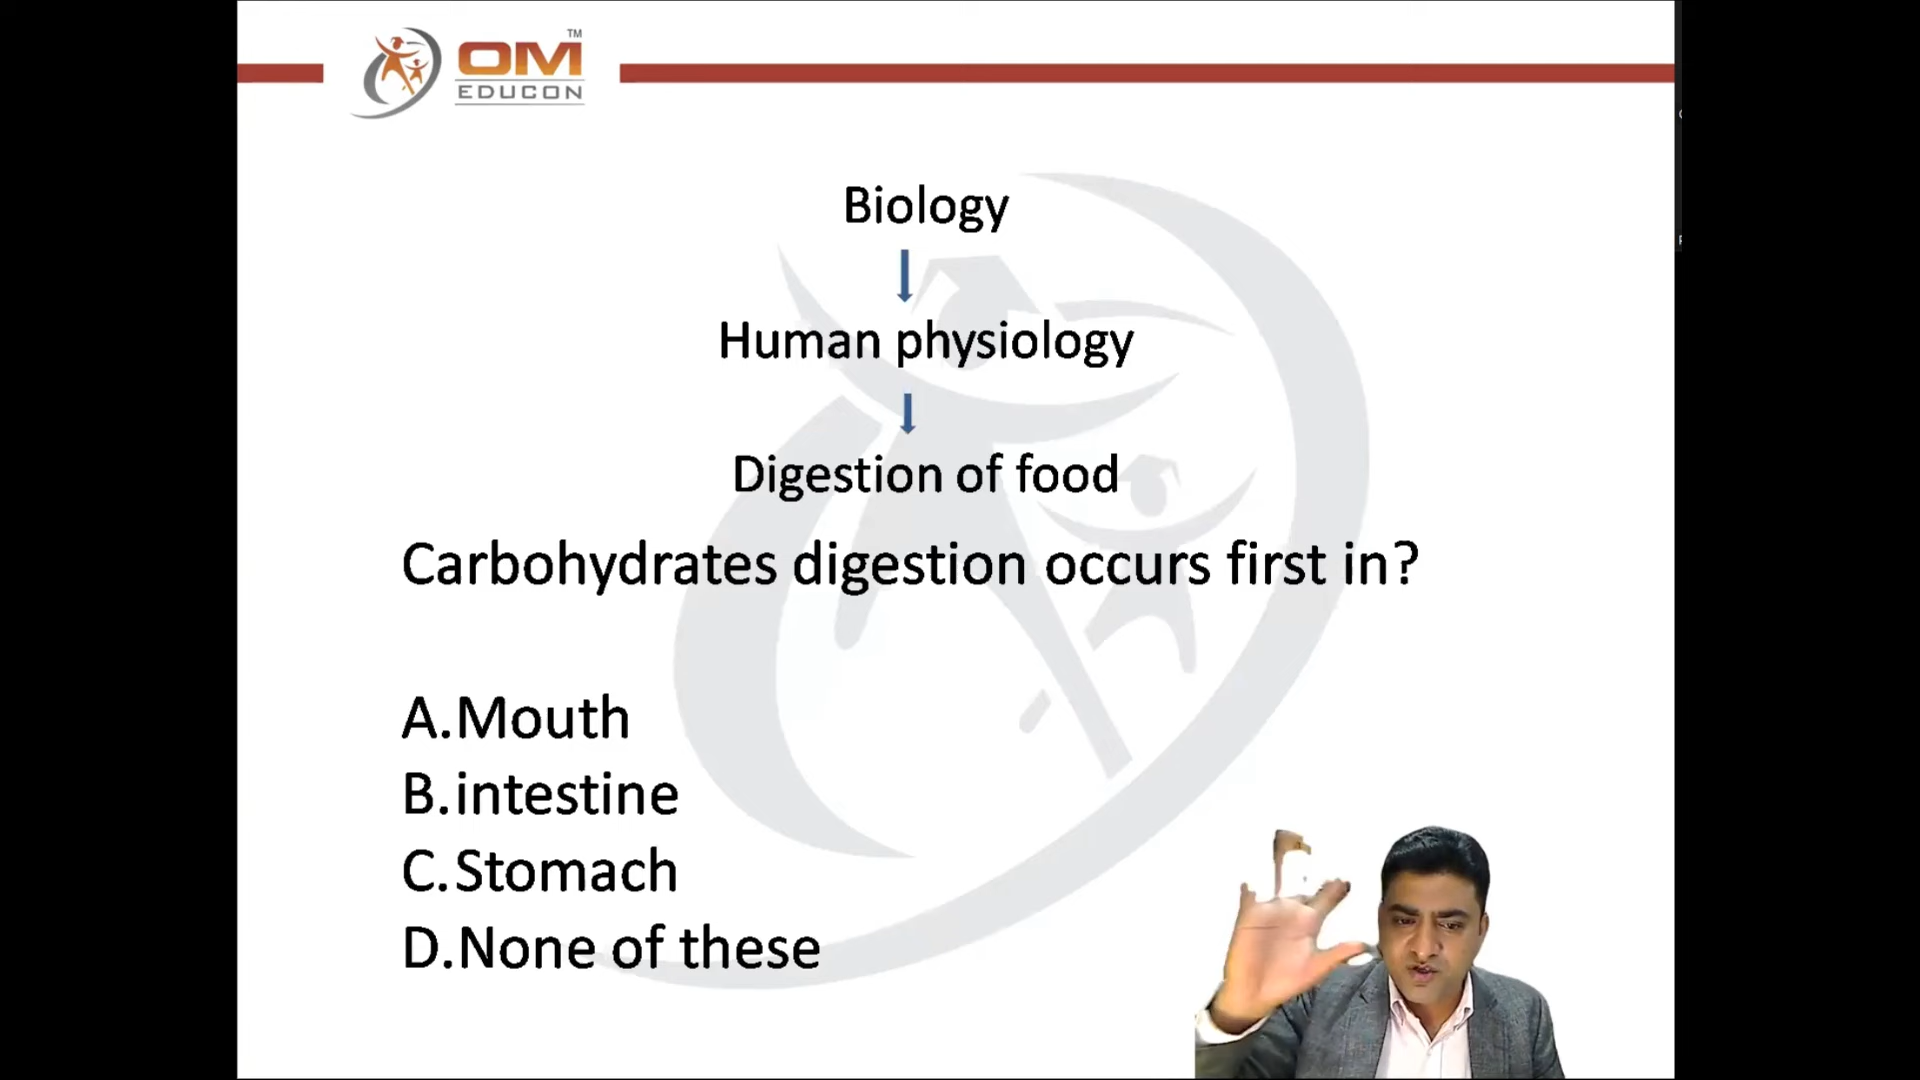 OM TM
EDUCON
Biology
Human physiology
Digestion of food
Carbohydrates digestion occurs first in?
A.Mouth
B.intestine
C.Stomach
D.None of these